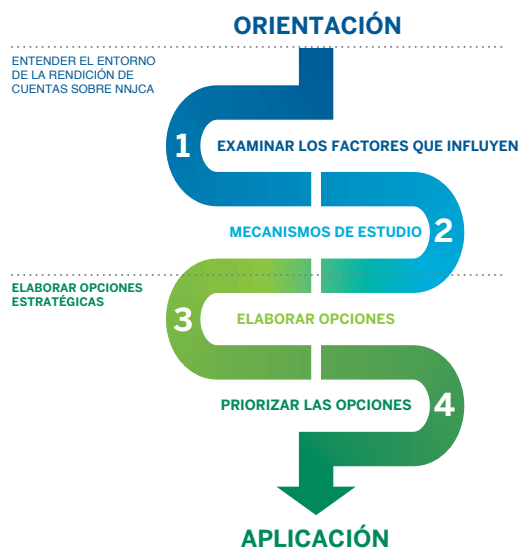 ORIENTACIÓN
ENTENDER EL ENTORNO
DE LA RENDICIÓN DE
CUENTAS SOBRE NNJCA
1
EXAMINAR LOS FACTORES QUE INFLUYEN
MECANISMOS DE ESTUDIO
2
ELABORAR OPCIONES
ESTRATÉGICAS
3
ELABORAR OPCIONES
PRIORIZAR LAS OPCIONES
4
APLICACIÓN